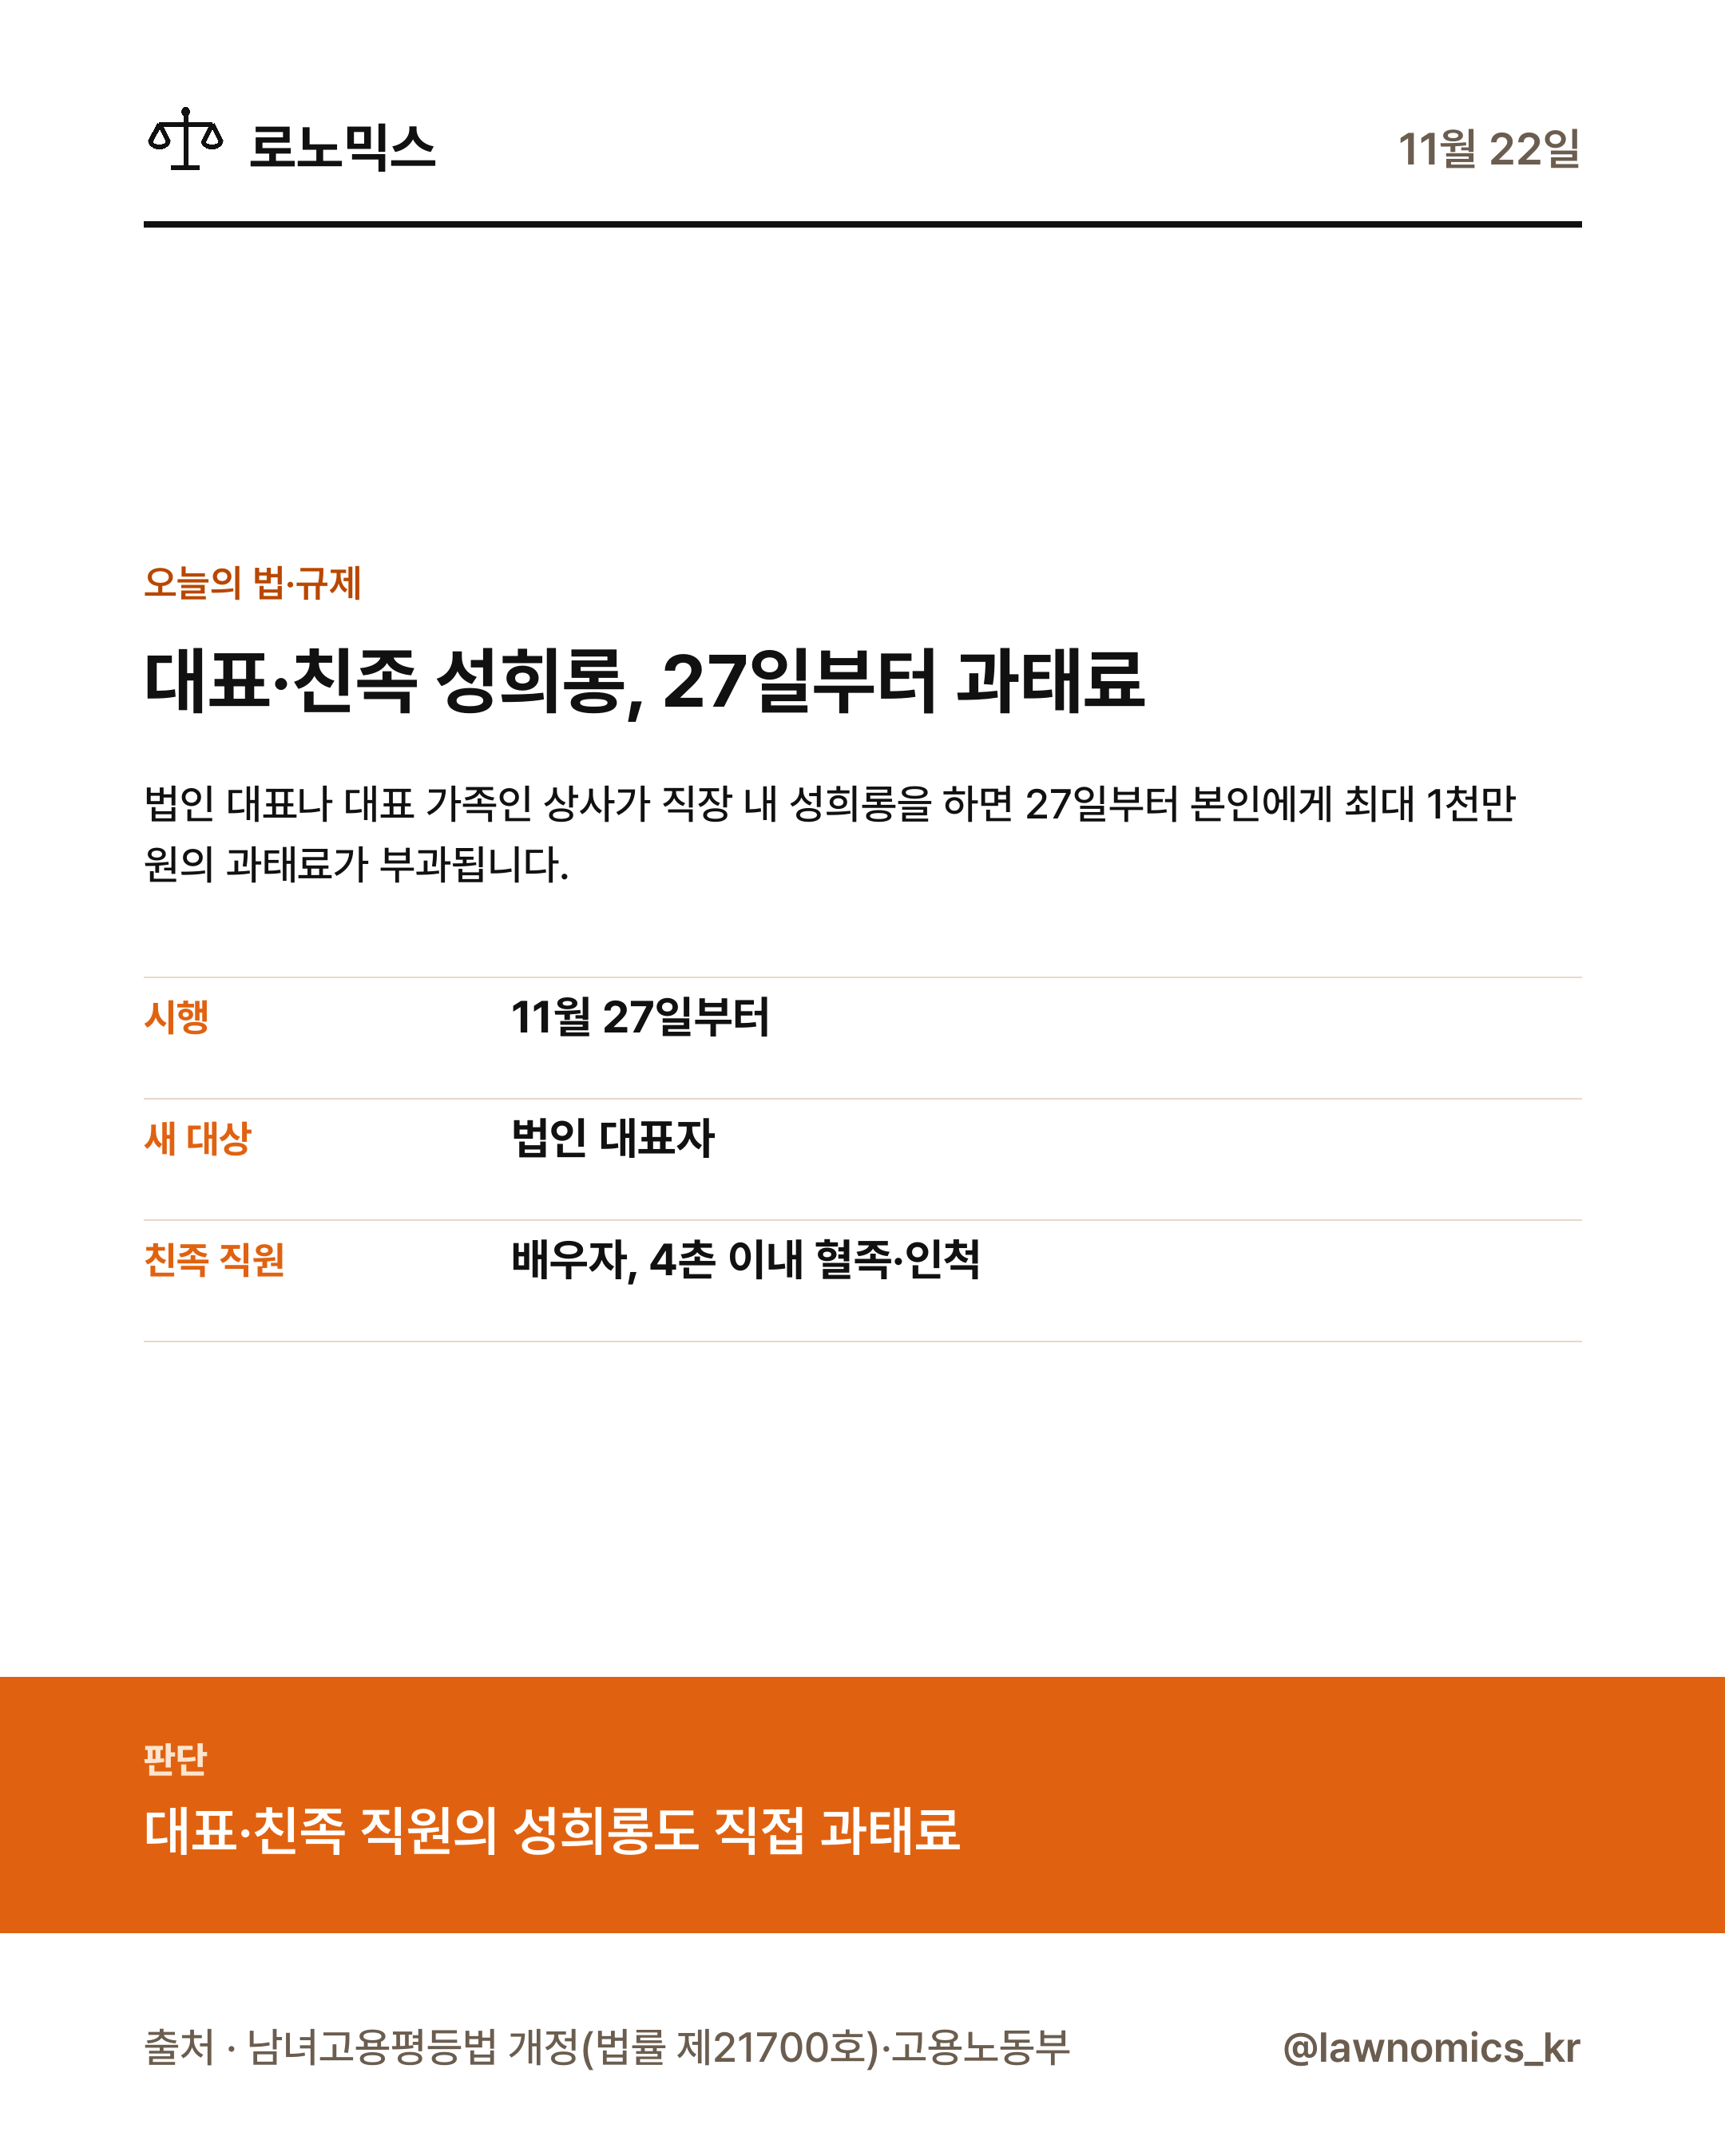 로노믹스
11월 22일
오늘의 법·규제
대표·친족 성희롱, 27일부터 과태료
법인 대표나 대표 가족인 상사가 직장 내 성희롱을 하면 27일부터 본인에게 최대 1천만
원의 과태료가 부과됩니다.
시행 11월 27일부터
새 대상 법인 대표자
친족 직원 배우자, 4촌 이내 혈족·인척
판단
대표·친족 직원의 성희롱도 직접 과태료
출처 · 남녀고용평등법 개정(법률 제21700호)·고용노동부
@lawnomics_kr